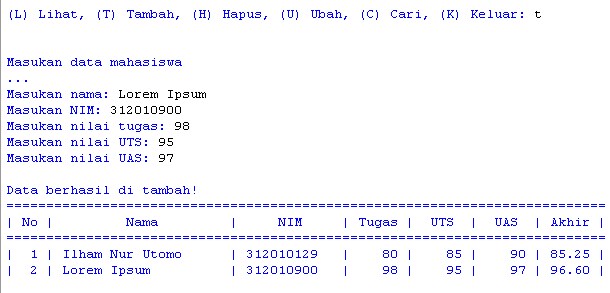 (L) Lihat, (T) Tambah, (H) Hapus, (U) Ubah, (C) Cari, (K) Keluar: t
Masukan data mahasiswa
...
Masukan nama: Lorem Ipsum
Masukan NIM: 312010900
Masukan nilai tugas: 98
Masukan nilai UTS: 95
Masukan nilai UAS: 97
Data berhasil di tambah!
===========================================================================
| No | Nama | NIM | Tugas | UTS | UAS | Akhir |
===========================================================================
| 1 | Ilham Nur Utomo | 312010129 | 80 | 85 | 90 | 85.25 |
| 2 | Lorem Ipsum | 312010900 | 98 | 95 | 97 | 96.60 |